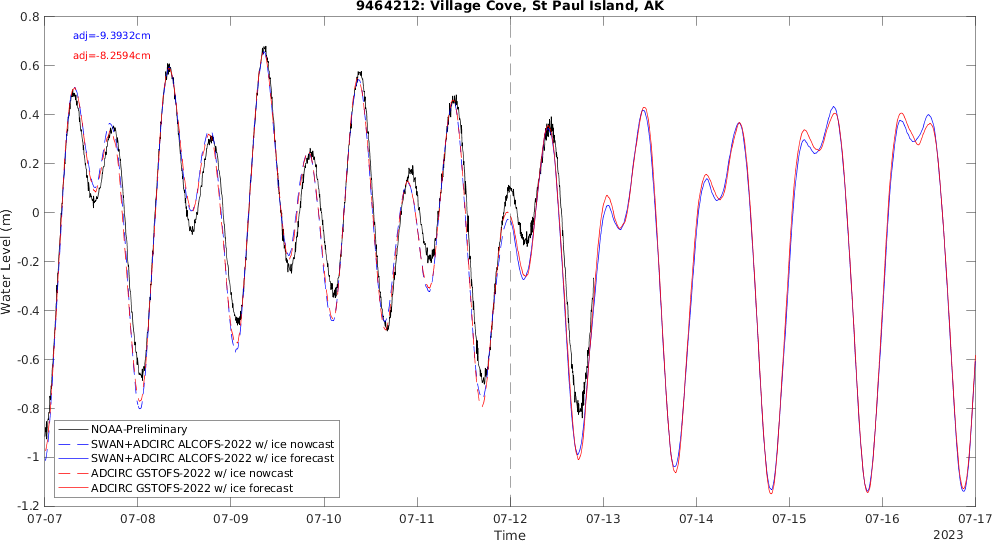 9464212: Village Cove, St Paul Island, AK
adj=-9.3932cm
adj=-8.2594cm
Water Level (m)
0.8
0.6
0.4
0.2
0
-0.2
-0.4
-0.6
-0.8
-1
-1.2
NOAA-Preliminary
SWAN+ADCIRC ALCOFS-2022 w/ ice nowcast
SWAN+ADCIRC ALCOFS-2022 w/ ice forecast
ADCIRC GSTOFS-2022 w/ ice nowcast
ADCIRC GSTOFS-2022 w/ ice forecast
07-07 07-08 07-09 07-10 07-11 07-12 07-13 07-14 07-15 07-16 07-17
Time
2023